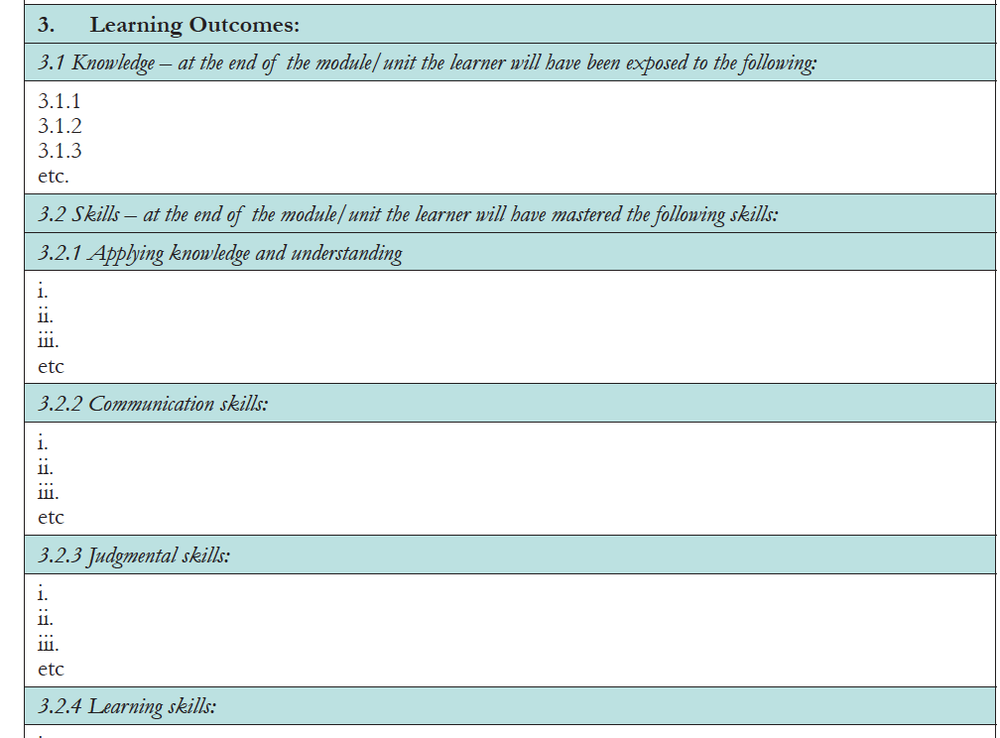 3. Learning Outcomes:
3.1 Knowledge – at the end of the module/unit the learner will have been exposed to the following:
3.1.1
3.1.2
3.1.3
etc.
3.2 Skills – at the end of the module/unit the learner will have mastered the following skills:
3.2.1 Applying knowledge and understanding
i.
ii.
iii.
etc
3.2.2 Communication skills:
i.
ii.
iii.
etc
3.2.3 Judgmental skills:
i.
ii.
iii.
etc
3.2.4 Learning skills: